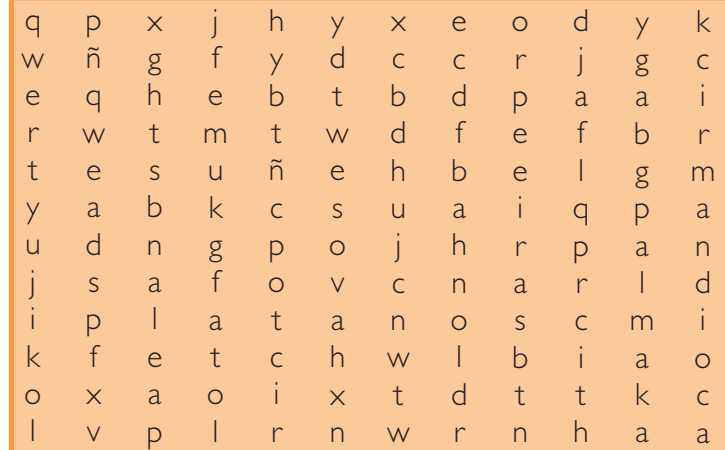 q p x j h y x e o d y k
w ñ g f y d c c r j g c
e q h e b t b d p a a i
r w t m t w d f e f b r
t e s u ñ e h b e l g m
y a b k c s u a i q p a
u d n g p o j h r p a n
j s a f o v c n a r l d
i p l a t a n o s c m i
k f e t c h w l b i a o
o x a o i x t d t t k c
l v p l r n w r n h a a